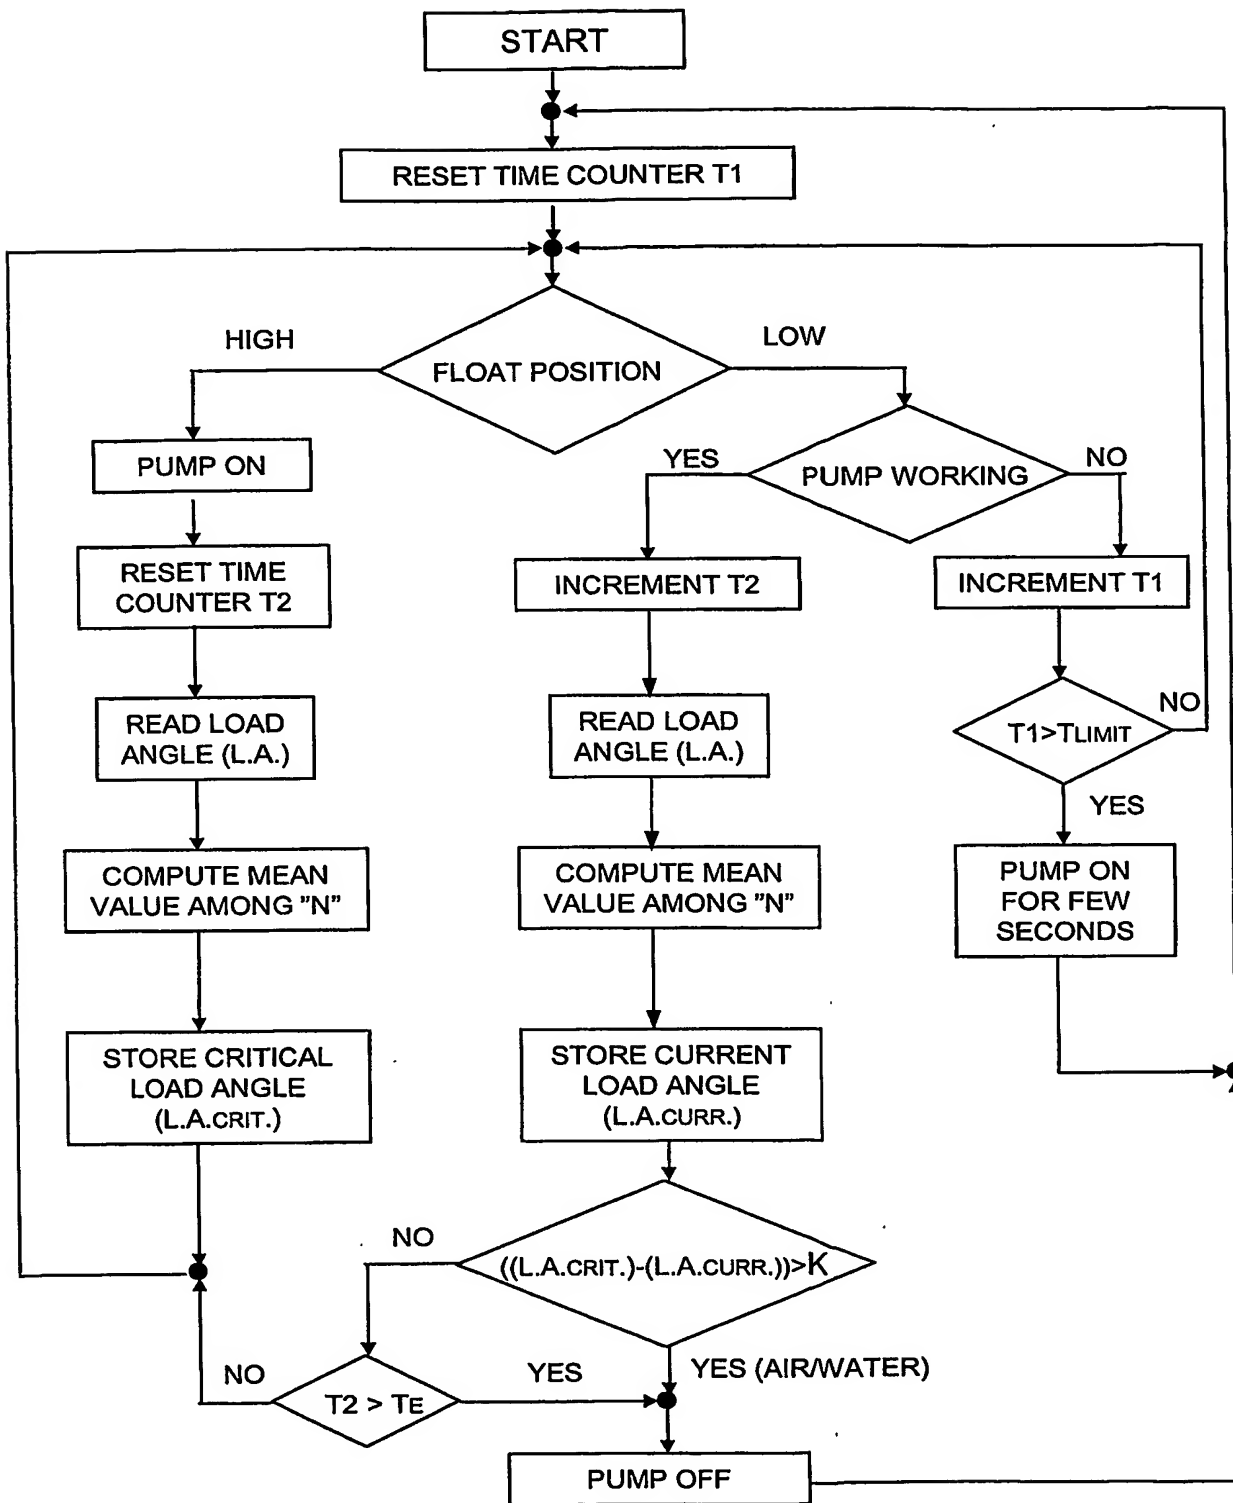 START
RESET TIME COUNTER T1
HIGH
LOW
FLOAT POSITION
PUMP ON
YES
PUMP WORKING
NO
RESET TIME
COUNTER T2
INCREMENT T2
INCREMENT T1
READ LOAD
ANGLE (L.A.)
READ LOAD
ANGLE (L.A.)
NO
T1>TLIMIT
YES
COMPUTE MEAN
VALUE AMONG "N"
COMPUTE MEAN
VALUE AMONG "N"
PUMP ON
FOR FEW
SECONDS
STORE CRITICAL
LOAD ANGLE
(L.A.CRIT.)
STORE CURRENT
LOAD ANGLE
(L.A.CURR.)
NO
((L.A.CRIT.)-(L.A.CURR.))>K
NO
YES
YES (AIR/WATER)
T2 > TE
PUMP OFF